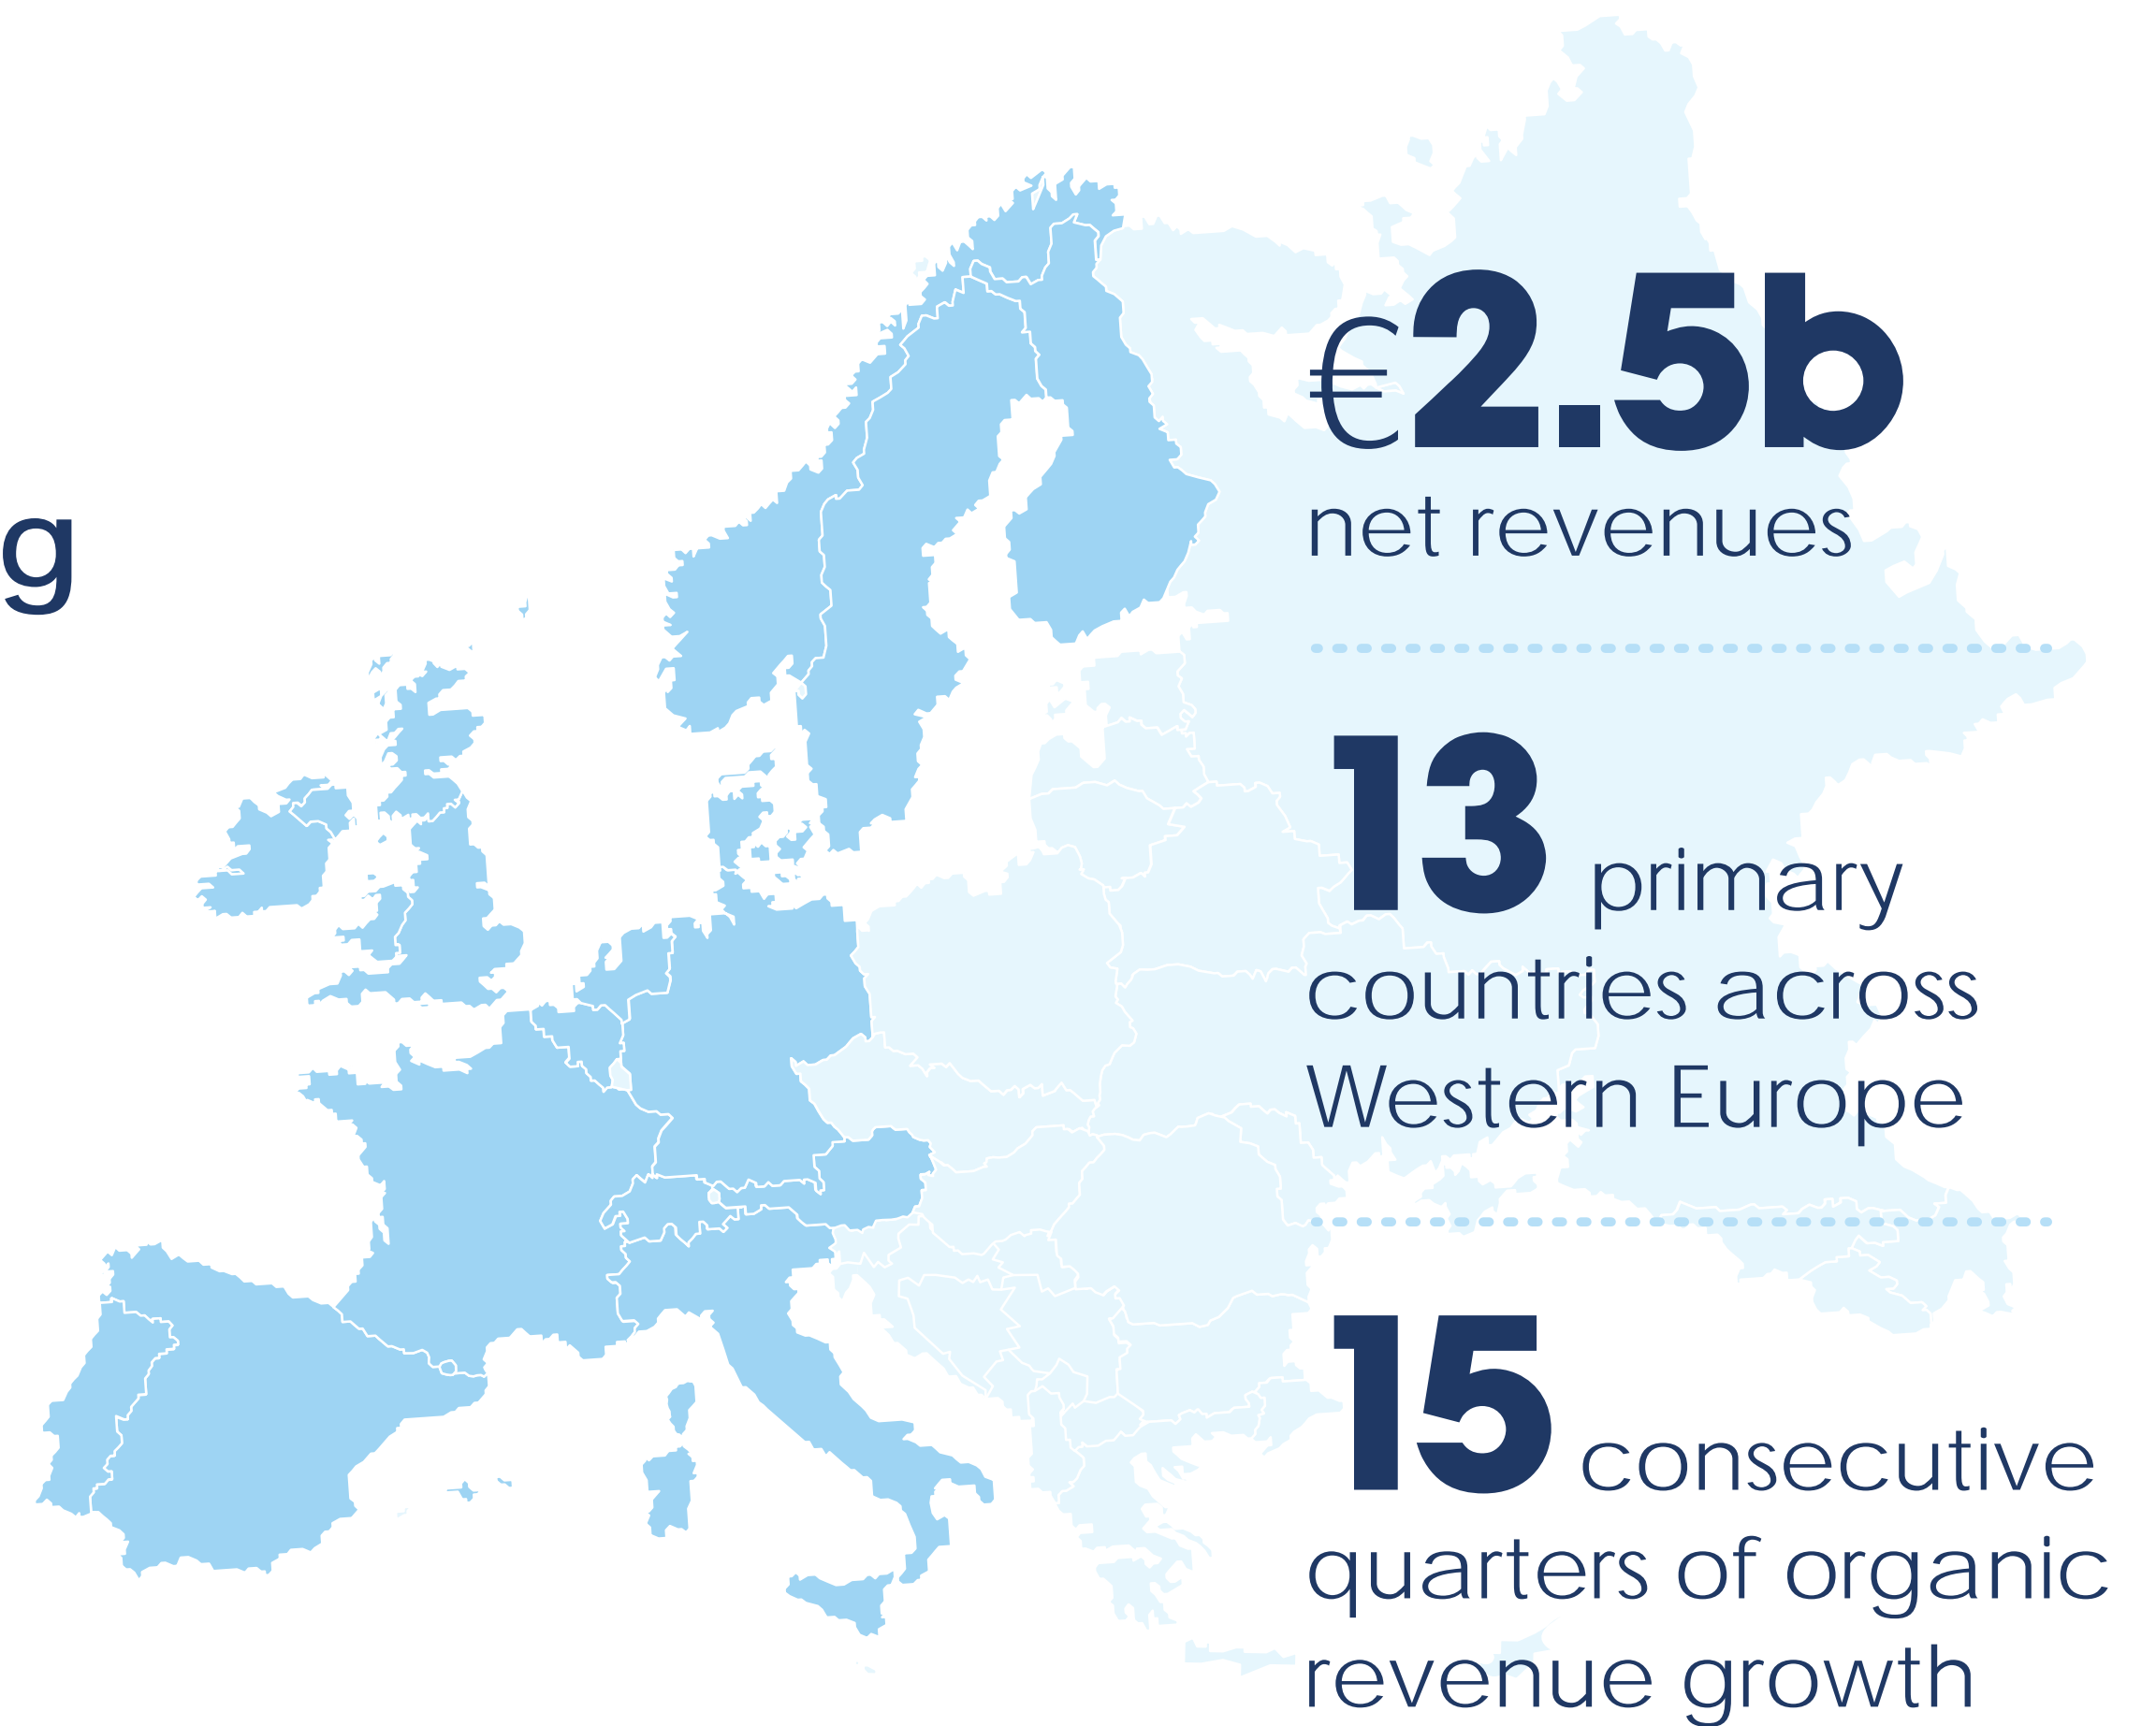 g
€2.5b
net revenues
13 primary
countries across
Western Europe
15 consecutive
quarters of organic
revenue growth